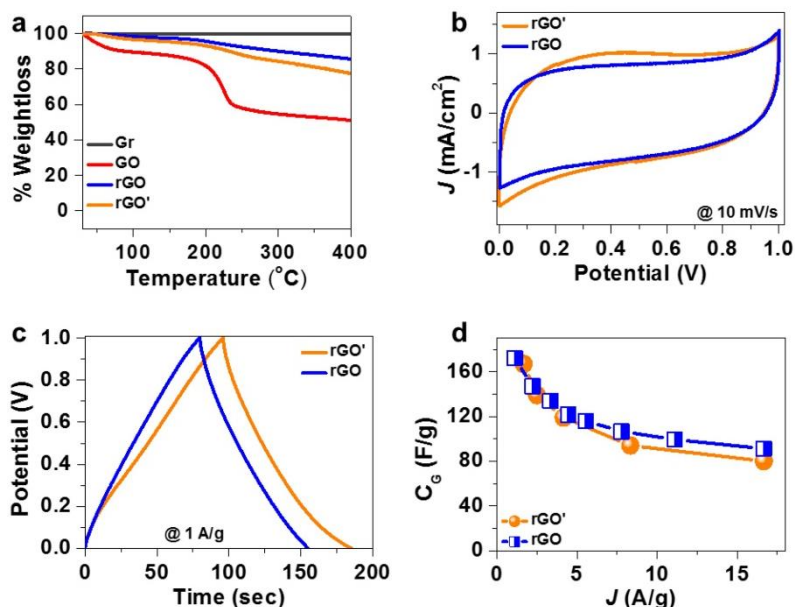 a
% Weightloss
100
80
60
40
20
0
Gr
GO
rGO
rGO'
100
200
300
400
Temperature (°C)
b
J (mA/cm²)
1
0
-1
rGO'
rGO
@ 10 mV/s
0.0
0.2
0.4
0.6
0.8
1.0
Potential (V)
c
Potential (V)
1.0
0.8
0.6
0.4
0.2
0.0
rGO'
rGO
@ 1 A/g
0
50
100
150
200
Time (sec)
d
C_G (F/g)
160
120
80
40
0
rGO'
rGO
0
5
10
15
J (A/g)